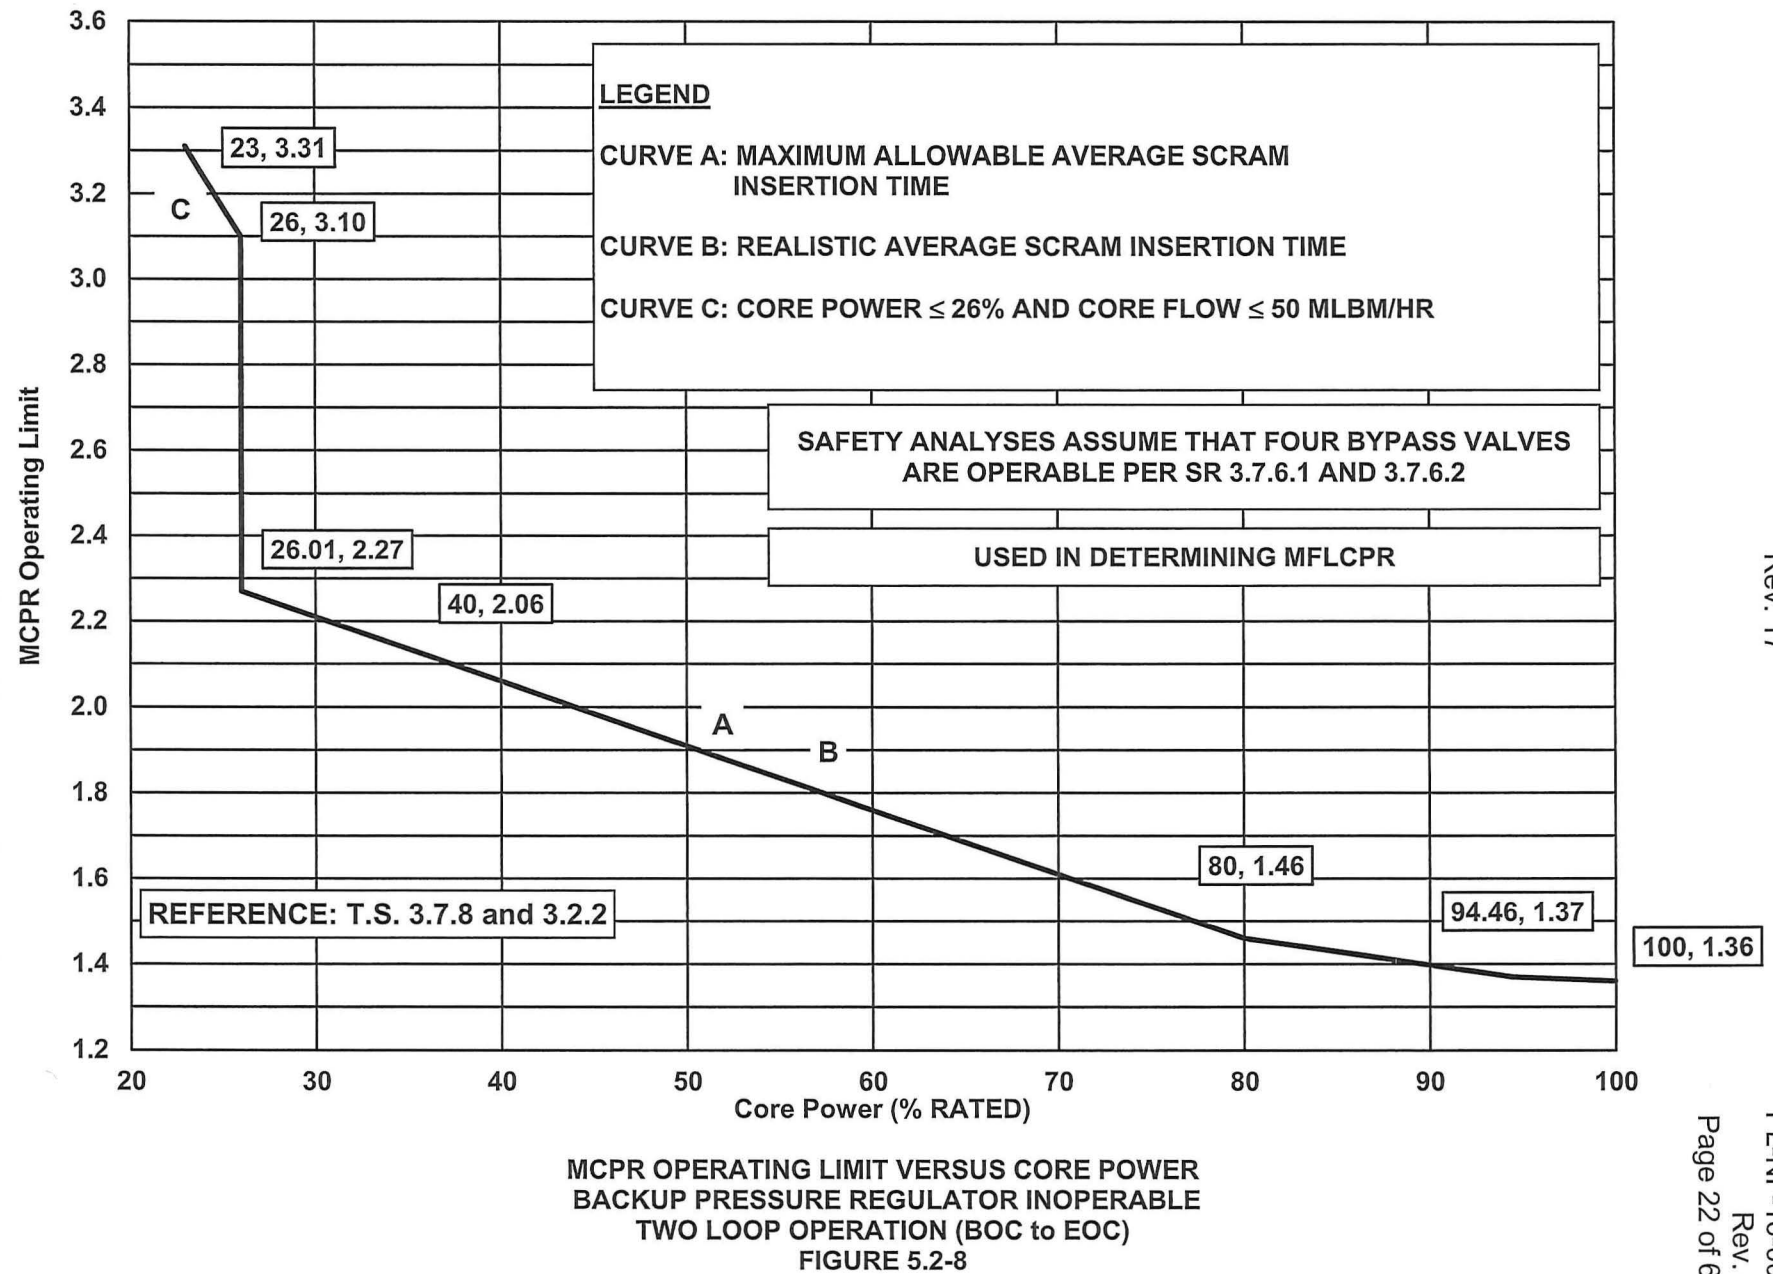 3.6
3.4
3.2
3.0
2.8
2.6
2.4
2.2
2.0
1.8
1.6
1.4
1.2
MCPR Operating Limit
LEGEND
CURVE A: MAXIMUM ALLOWABLE AVERAGE SCRAM
INSERTION TIME
CURVE B: REALISTIC AVERAGE SCRAM INSERTION TIME
CURVE C: CORE POWER ≤ 26% AND CORE FLOW ≤ 50 MLBM/HR
SAFETY ANALYSES ASSUME THAT FOUR BYPASS VALVES
ARE OPERABLE PER SR 3.7.6.1 AND 3.7.6.2
USED IN DETERMINING MFLCPR
23, 3.31
C
26, 3.10
26.01, 2.27
40, 2.06
A
B
80, 1.46
94.46, 1.37
100, 1.36
REFERENCE: T.S. 3.7.8 and 3.2.2
20 30 40 50 60 70 80 90 100
Core Power (% RATED)
MCPR OPERATING LIMIT VERSUS CORE POWER
BACKUP PRESSURE REGULATOR INOPERABLE
TWO LOOP OPERATION (BOC to EOC)
FIGURE 5.2-8
Rev.
Page 22 of 6